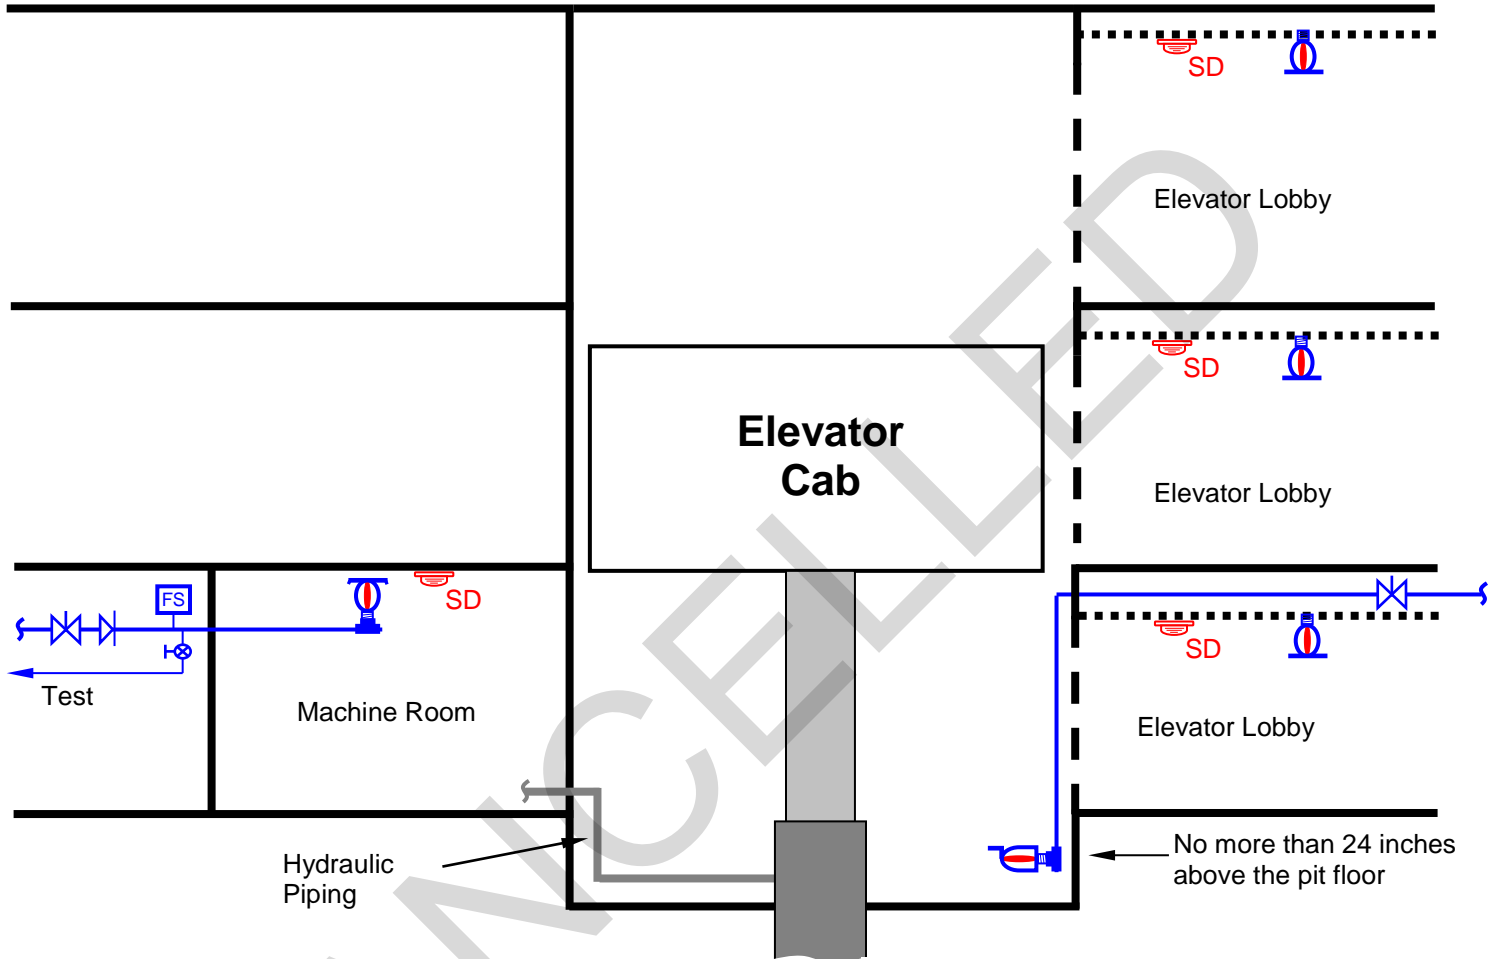 SD
Elevator Lobby
SD
Elevator
Cab
Elevator Lobby
FS
SD
SD
Test
Machine Room
Elevator Lobby
Hydraulic
Piping
No more than 24 inches
above the pit floor
NCELLED